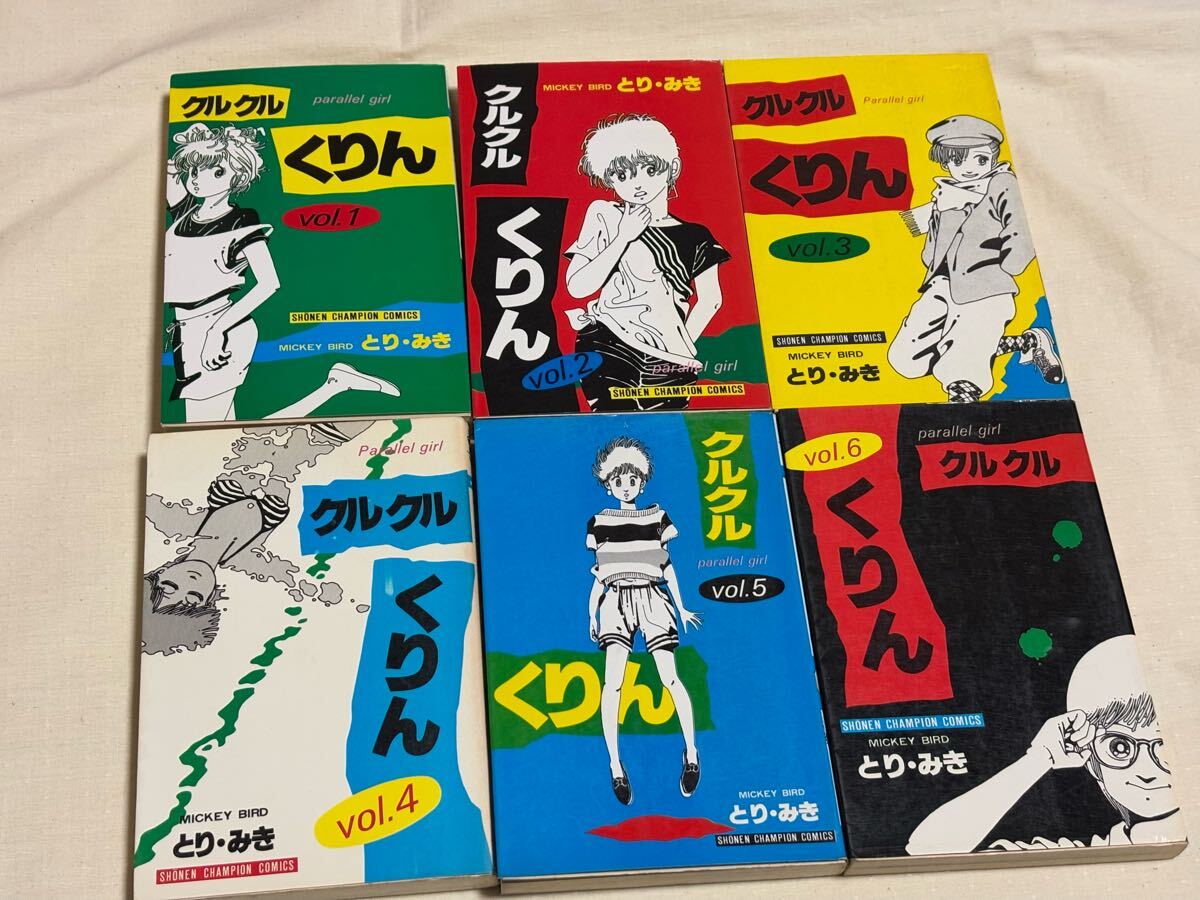 クルクル
parallel girl
くりん
vol.1
SHŌNEN CHAMPION COMICS
MICKEY BIRD とり・みき
MICKEY BIRD とり・みき
クルクル
くりん
vol.2
parallel girl
SHŌNEN CHAMPION COMICS
クルクル
Parallel girl
くりん
vol.3
SHŌNEN CHAMPION COMICS
MICKEY BIRD
とり・みき
Parallel girl
クルクル
くりん
vol.4
MICKEY BIRD
とり・みき
SHŌNEN CHAMPION COMICS
クルクル
parallel girl
vol.5
くりん
MICKEY BIRD
とり・みき
SHŌNEN CHAMPION COMICS
vol.6
parallel girl
クルクル
くりん
SHŌNEN CHAMPION COMICS
MICKEY BIRD
とり・みき